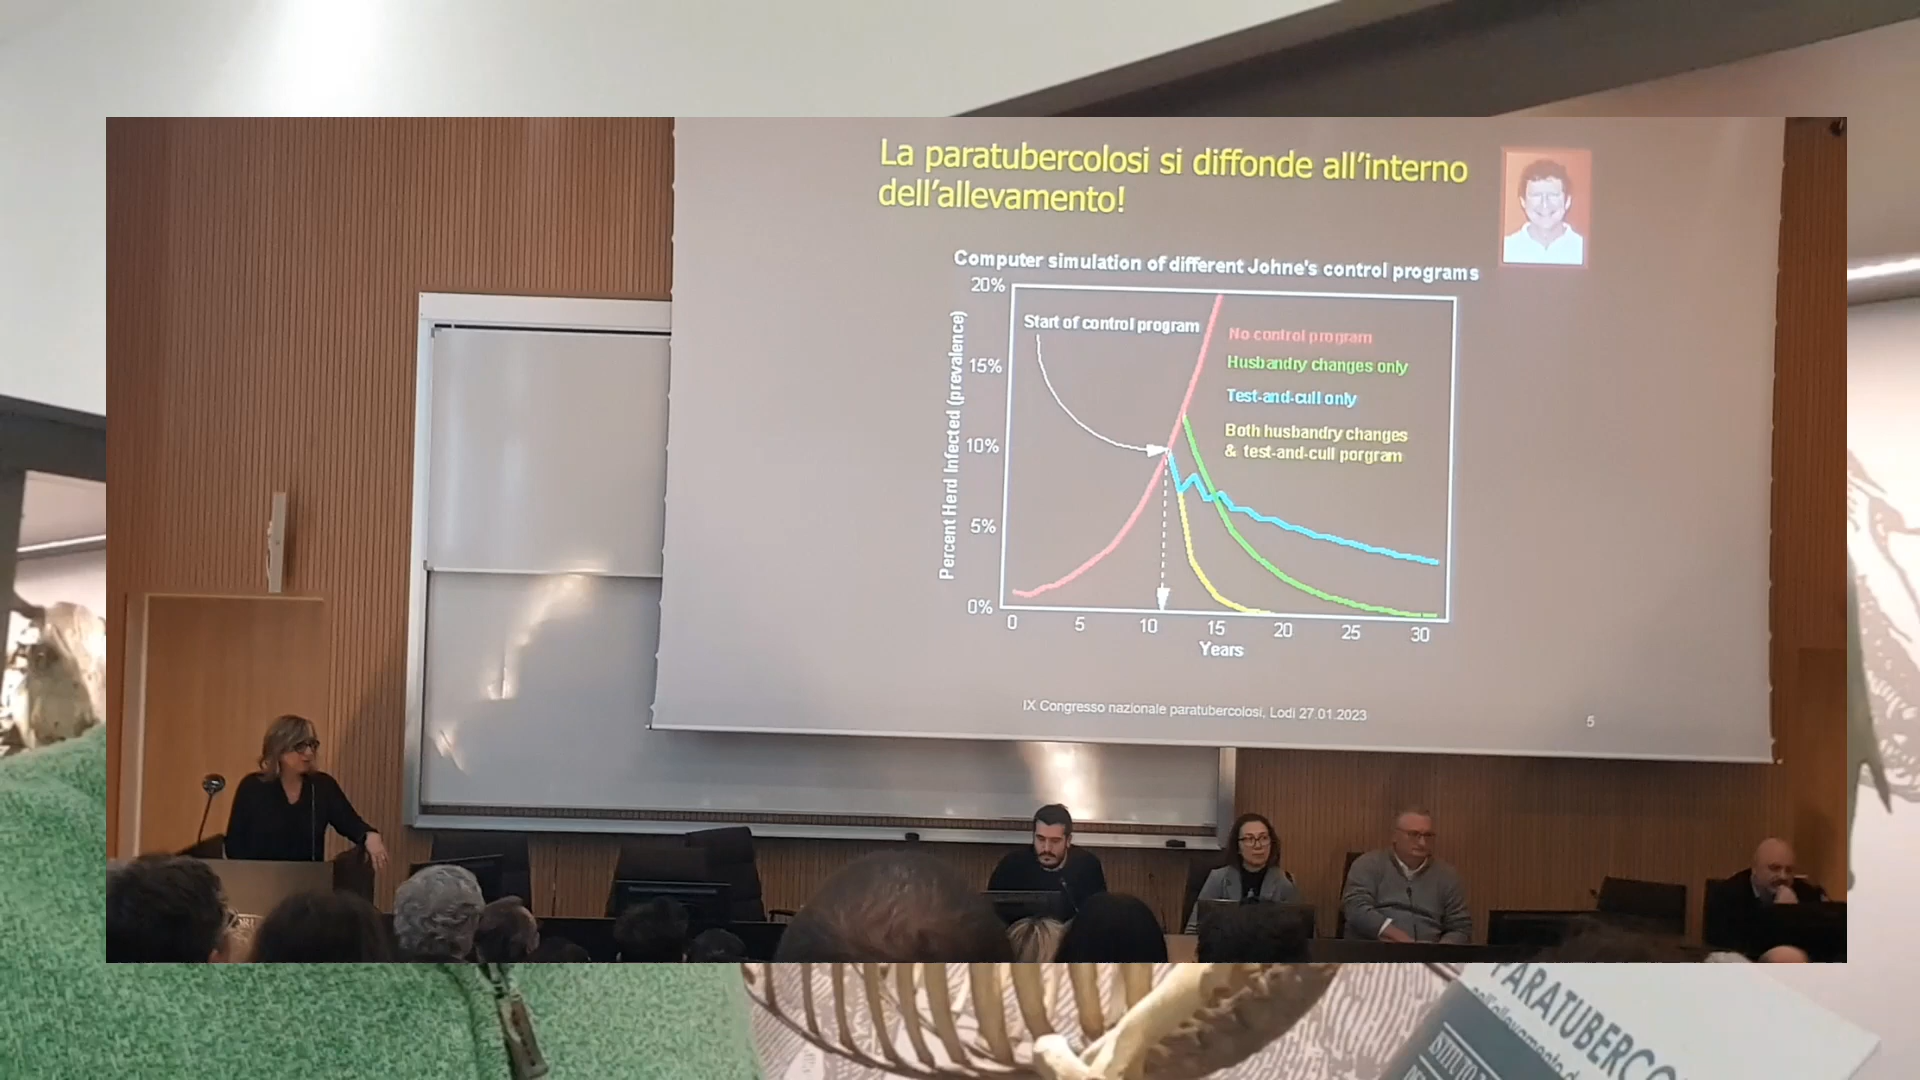 La paratubercolosi si diffonde all'interno
dell'allevamento!
Computer simulation of different Johne's control programs
Percent Herd Infected (prevalence)
20%
15%
10%
5%
0%
Start of control program
No control program
Husbandry changes only
Test-and-cull only
Both husbandry changes
& test-and-cull porgram
0 5 10 15 20 25 30
Years
IX Congresso nazionale paratubercolosi, Lodi 27.01.2023
5
PARATUBERCO